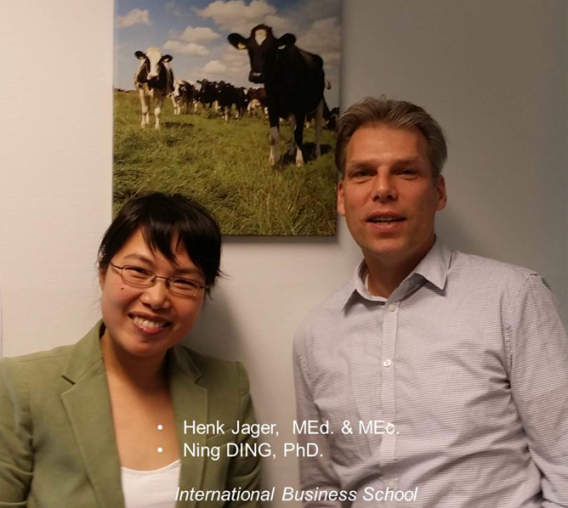 • Henk Jager, MEd. & MEc.
• Ning DING, PhD.
International Business School